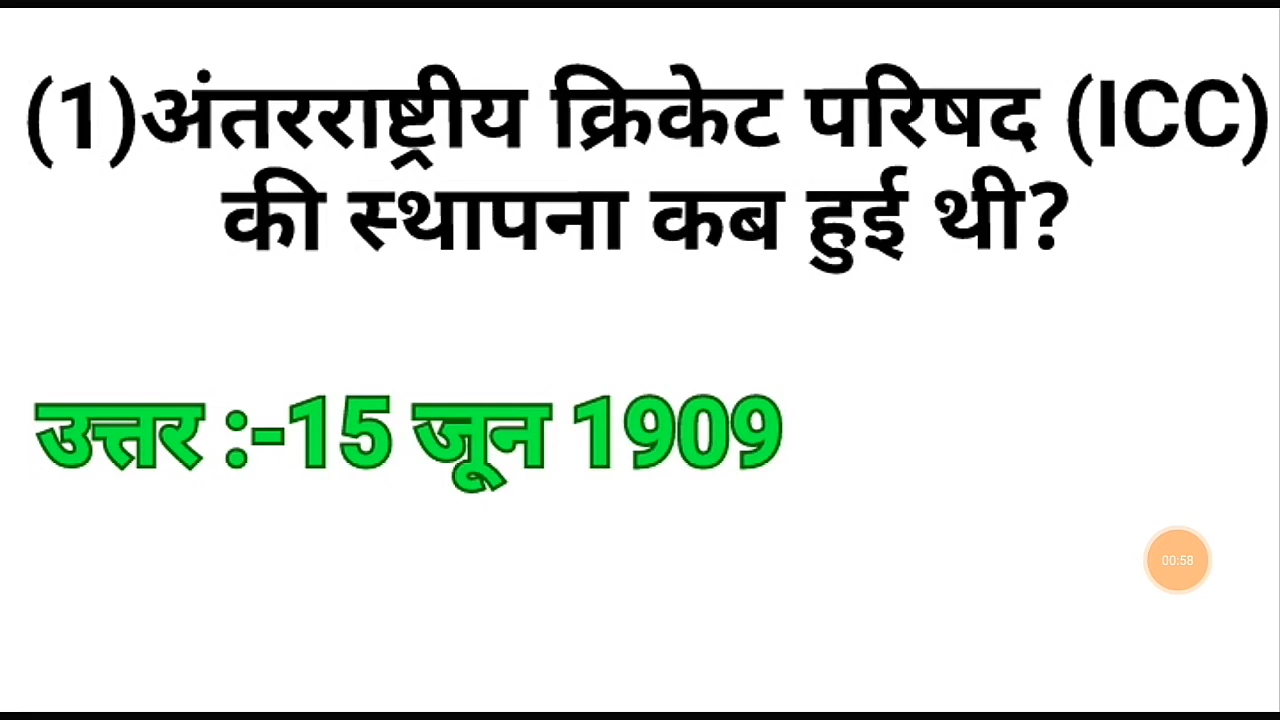 (1)अंतरराष्ट्रीय क्रिकेट परिषद (ICC)
की स्थापना कब हुई थी?
उत्तर :-15 जून 1909
00:58